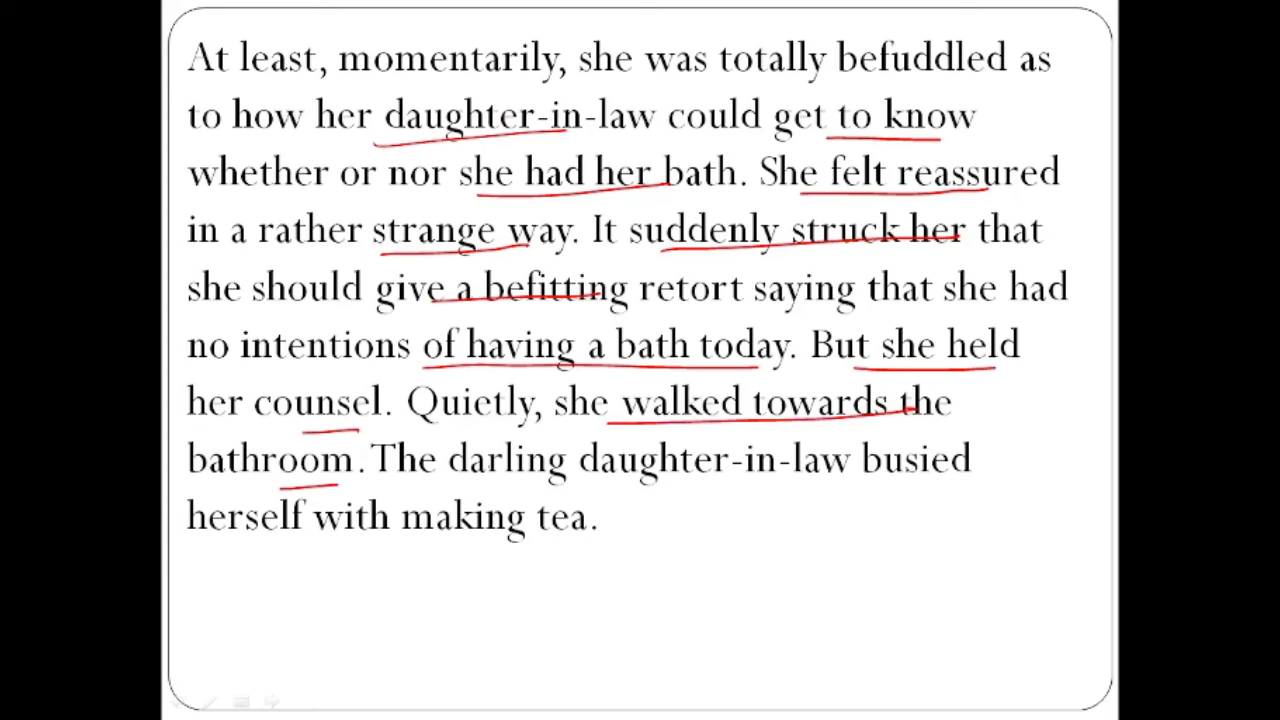 At least, momentarily, she was totally befuddled as
to how her daughter-in-law could get to know
whether or nor she had her bath. She felt reassured
in a rather strange way. It suddenly struck her that
she should give a befitting retort saying that she had
no intentions of having a bath today. But she held
her counsel. Quietly, she walked towards the
bathroom. The darling daughter-in-law busied
herself with making tea.